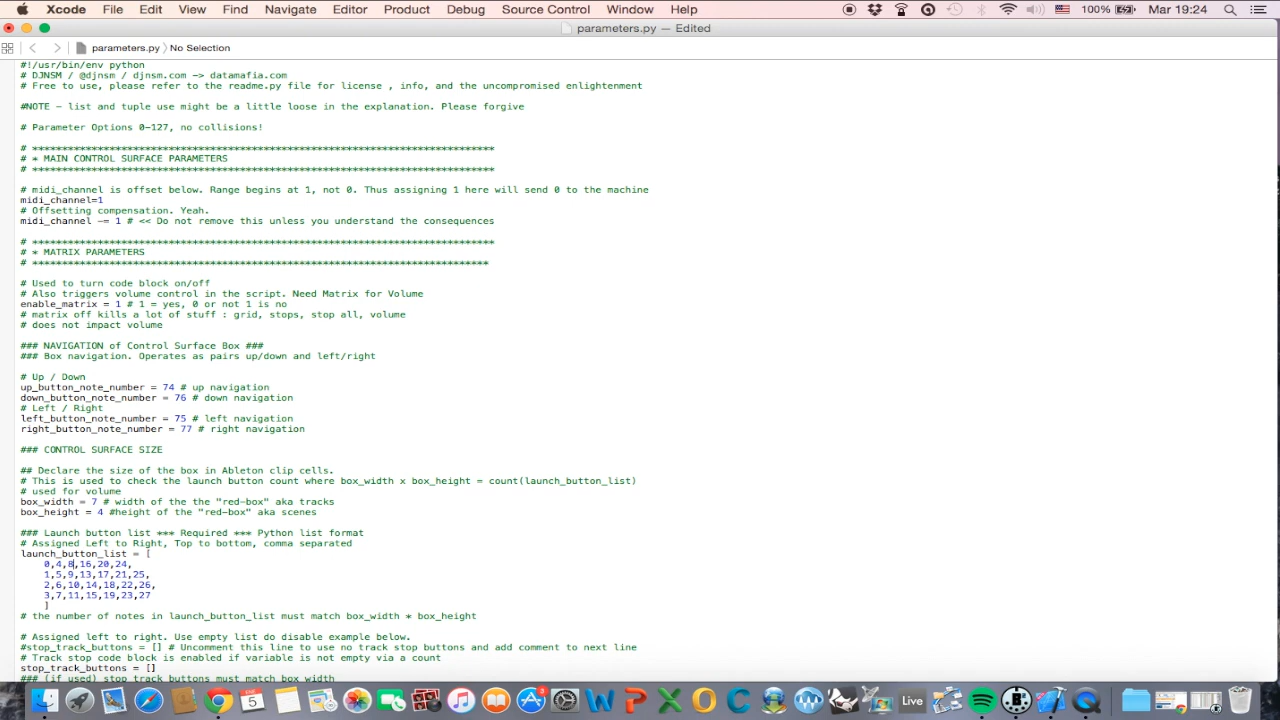 Xcode File Edit View Find Navigate Editor Product Debug Source Control Window Help 100% Mar 19:24
parameters.py — Edited
parameters.py No Selection
#!/usr/bin/env python
# DJNSM / @djnsm / djnsm.com -> datamafia.com
# Free to use, please refer to the readme.py file for license , info, and the uncompromised enlightenment
#NOTE - list and tuple use might be a little loose in the explanation. Please forgive
# Parameter Options 0-127, no collisions!
# ******************************************************************************
# * MAIN CONTROL SURFACE PARAMETERS
# ******************************************************************************
# midi_channel is offset below. Range begins at 1, not 0. Thus assigning 1 here will send 0 to the machine
midi_channel=1
# Offsetting compensation. Yeah.
midi_channel -= 1 # << Do not remove this unless you understand the consequences
# ******************************************************************************
# * MATRIX PARAMETERS
# *****************************************************************************
# Used to turn code block on/off
# Also triggers volume control in the script. Need Matrix for Volume
enable_matrix = 1 # 1 = yes, 0 or not 1 is no
# matrix off kills a lot of stuff : grid, stops, stop all, volume
# does not impact volume
### NAVIGATION of Control Surface Box ###
### Box navigation. Operates as pairs up/down and left/right
# Up / Down
up_button_note_number = 74 # up navigation
down_button_note_number = 76 # down navigation
# Left / Right
left_button_note_number = 75 # left navigation
right_button_note_number = 77 # right navigation
### CONTROL SURFACE SIZE
## Declare the size of the box in Ableton clip cells.
# This is used to check the launch button count where box_width x box_height = count(launch_button_list)
# used for volume
box_width = 7 # width of the the "red-box" aka tracks
box_height = 4 #height of the "red-box" aka scenes
### Launch button list *** Required *** Python list format
# Assigned Left to Right, Top to bottom, comma separated
launch_button_list = [
0,4,8,16,20,24,
1,5,9,13,17,21,25,
2,6,10,14,18,22,26,
3,7,11,15,19,23,27
]
# the number of notes in launch_button_list must match box_width * box_height
# Assigned left to right. Use empty list do disable example below.
#stop_track_buttons = [] # Uncomment this line to use no track stop buttons and add comment to next line
# Track stop code block is enabled if variable is not empty via a count
stop_track_buttons = []
### (if used) stop_track_buttons must match box_width
5 3 Live